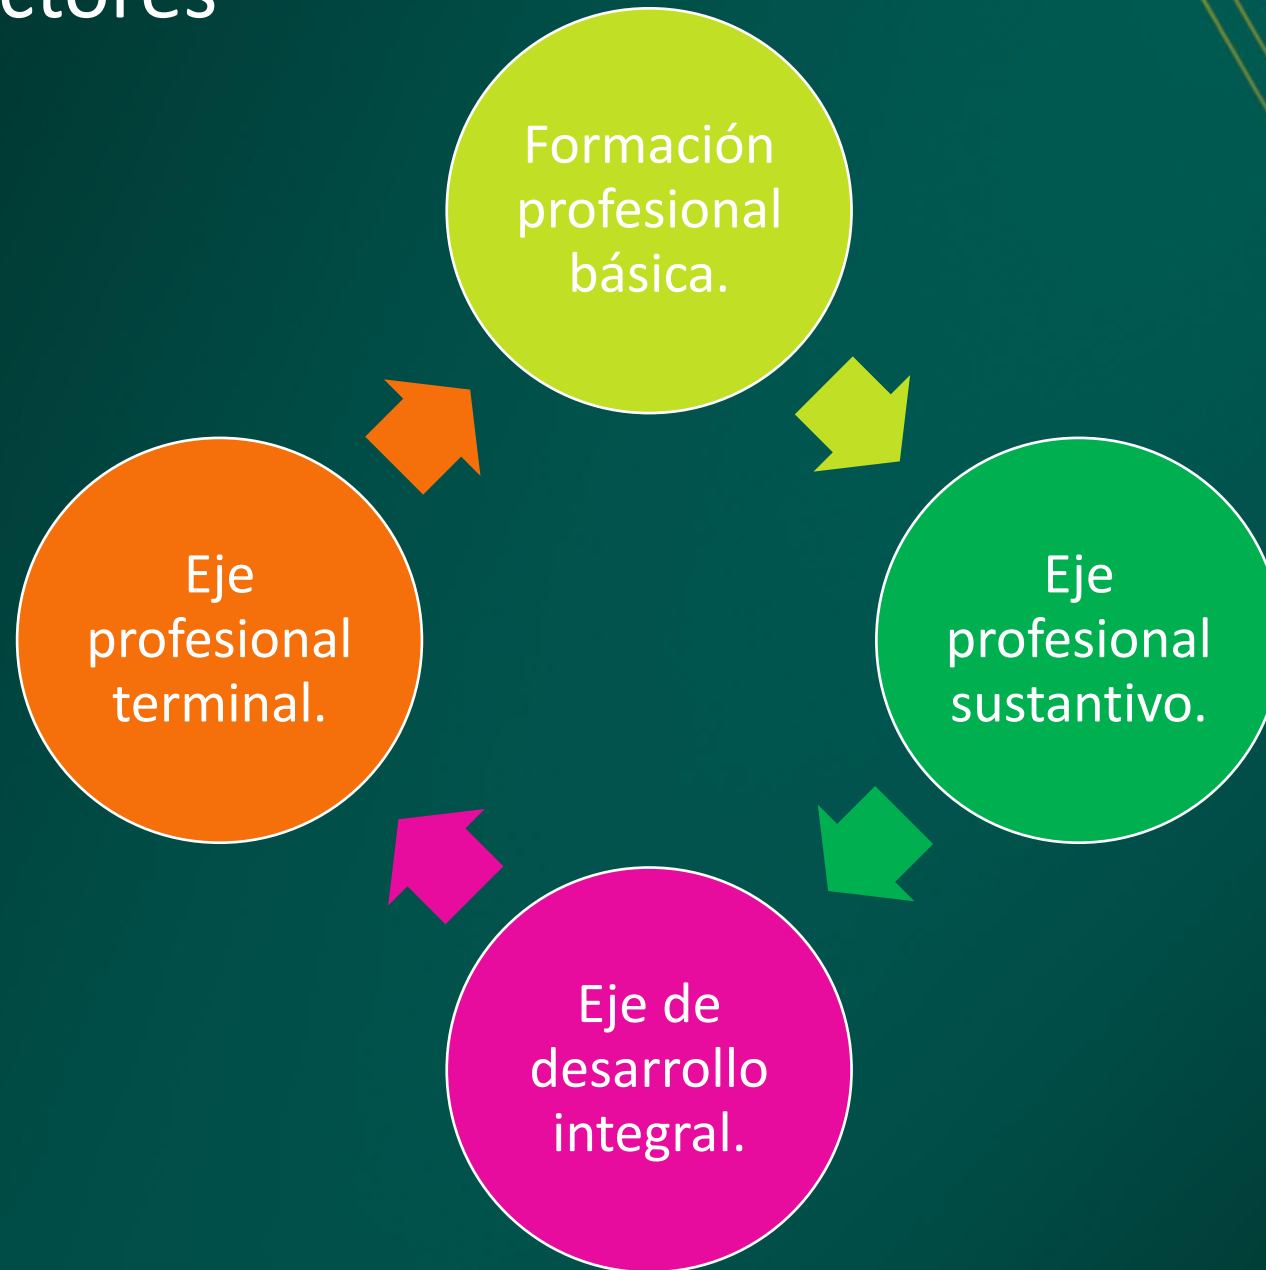 Formación
profesional
básica.
Eje
profesional
sustantivo.
Eje de
desarrollo
integral.
Eje
profesional
terminal.